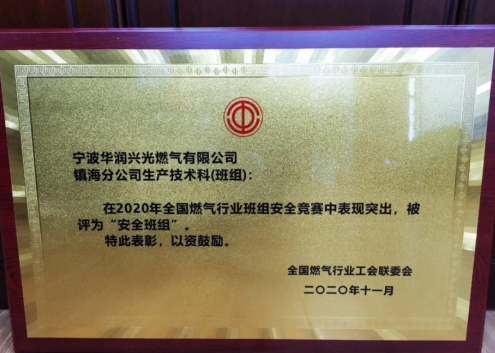 宁波华润兴光燃气有限公司
镇海分公司生产技术科(班组):
在2020年全国燃气行业班组安全竞赛中表现突出，被
评为“安全班组”。
特此表彰，以资鼓励。
全国燃气行业工会联委会
二〇二〇年十一月